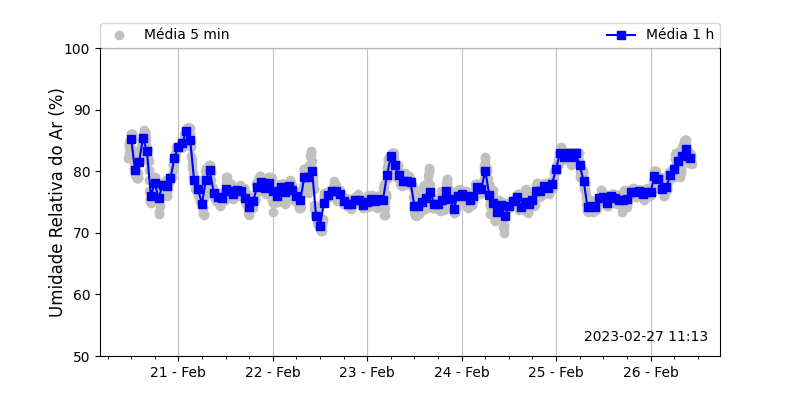 Média 5 min
Média 1 h
100
90
80
70
60
50
Umidade Relativa do Ar (%)
2023-02-27 11:13
21 - Feb
22 - Feb
23 - Feb
24 - Feb
25 - Feb
26 - Feb